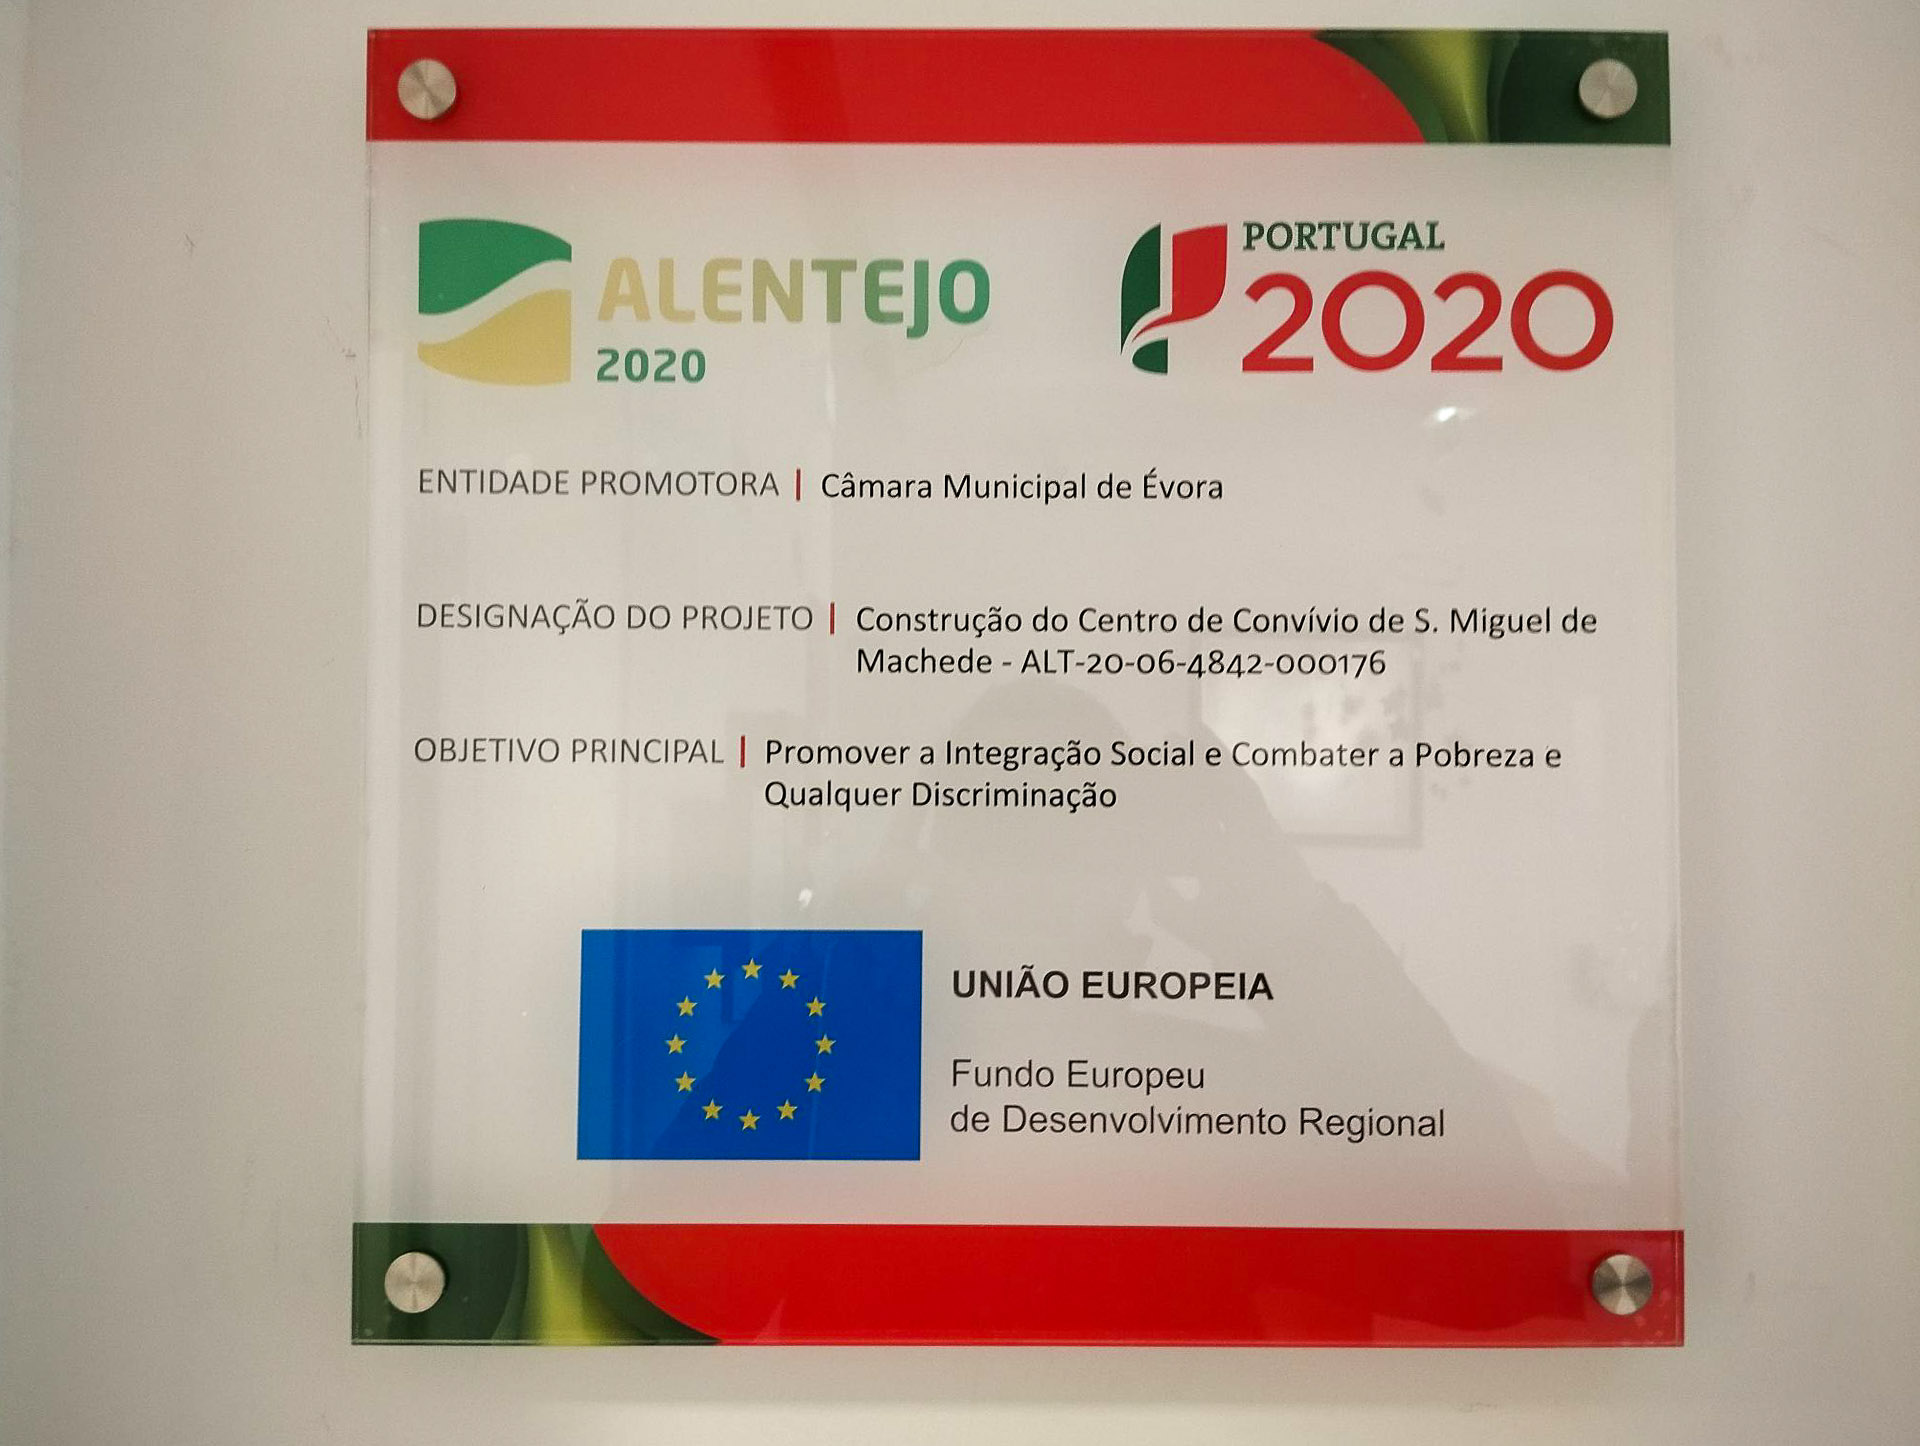 ALENTEJO
2020
PORTUGAL
2020
ENTIDADE PROMOTORA | Câmara Municipal de Évora
DESIGNAÇÃO DO PROJETO | Construção do Centro de Convívio de S. Miguel de
Machede - ALT-20-06-4842-000176
OBJETIVO PRINCIPAL | Promover a Integração Social e Combater a Pobreza e
Qualquer Discriminação
UNIÃO EUROPEIA
Fundo Europeu
de Desenvolvimento Regional